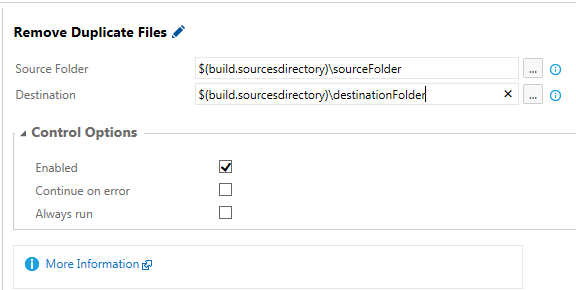 Remove Duplicate Files
Source Folder $(build.sourcesdirectory)\sourceFolder ...
Destination $(build.sourcesdirectory)\destinationFolder ...
Control Options
Enabled
Continue on error
Always run
More Information